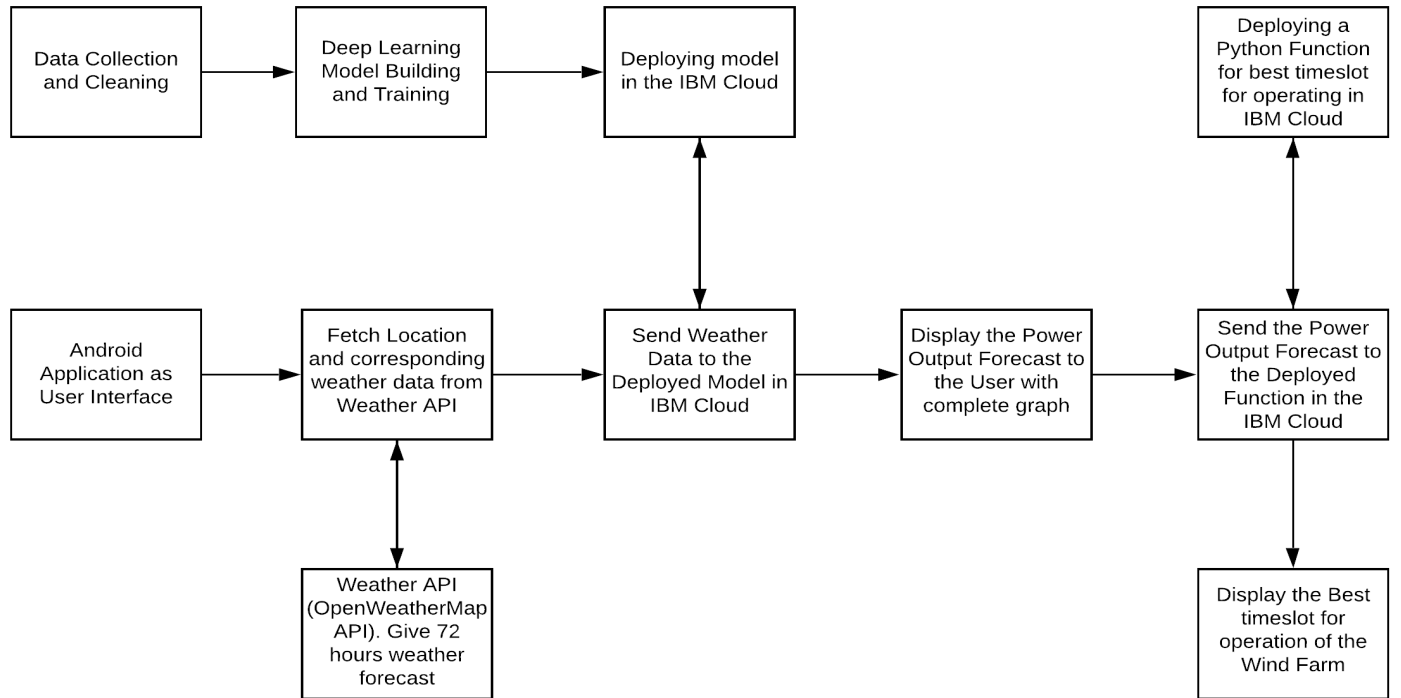 Data Collection
and Cleaning
Deep Learning
Model Building
and Training
Deploying model
in the IBM Cloud
Deploying a
Python Function
for best timeslot
for operating in
IBM Cloud
Android
Application as
User Interface
Fetch Location
and corresponding
weather data from
Weather API
Send Weather
Data to the
Deployed Model in
IBM Cloud
Display the Power
Output Forecast to
the User with
complete graph
Send the Power
Output Forecast to
the Deployed
Function in the
IBM Cloud
Weather API
(OpenWeatherMap
API). Give 72
hours weather
forecast
Display the Best
timeslot for
operation of the
Wind Farm